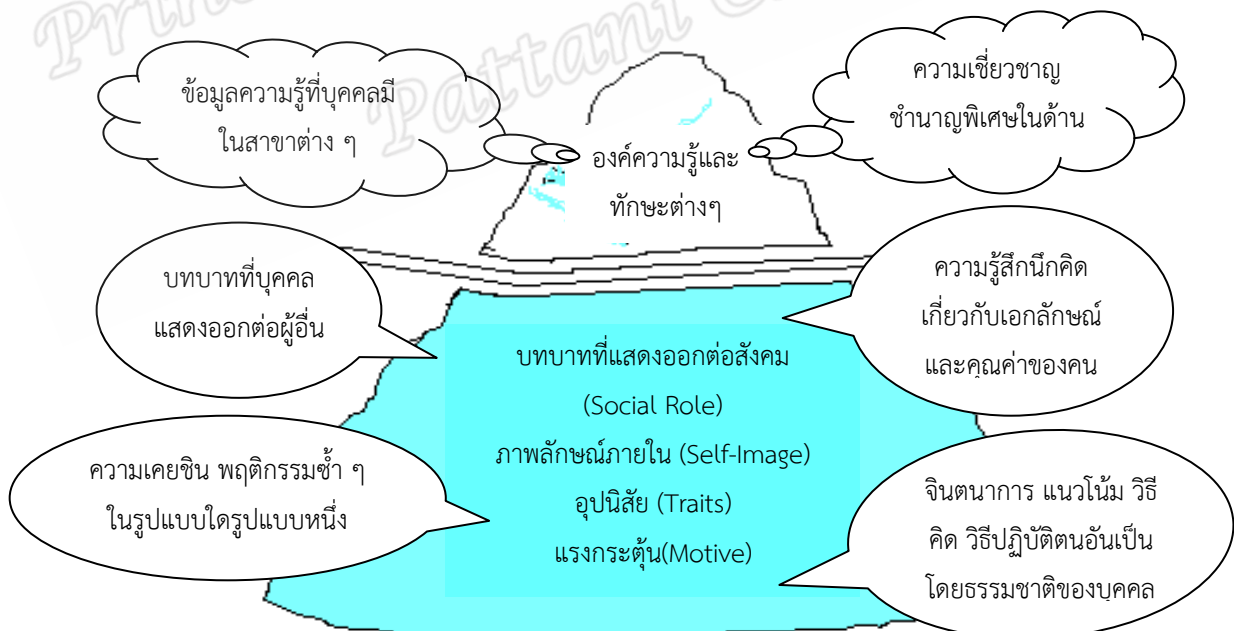 Pattani
ข้อมูลความรู้ที่บุคคลมี
ในสาขาต่าง ๆ
ความเชี่ยวชาญ
ชำนาญพิเศษในด้าน
องค์ความรู้และ
ทักษะต่างๆ
บทบาทที่บุคคล
แสดงออกต่อผู้อื่น
ความรู้สึกนึกคิด
เกี่ยวกับเอกลักษณ์
และคุณค่าของคน
บทบาทที่แสดงออกต่อสังคม
(Social Role)
ภาพลักษณ์ภายใน (Self-Image)
อุปนิสัย (Traits)
แรงกระตุ้น(Motive)
ความเคยชิน พฤติกรรมซ้ำ ๆ
ในรูปแบบใดรูปแบบหนึ่ง
จินตนาการ แนวโน้ม วิธี
คิด วิธีปฏิบัติตนอันเป็น
โดยธรรมชาติของบุคคล